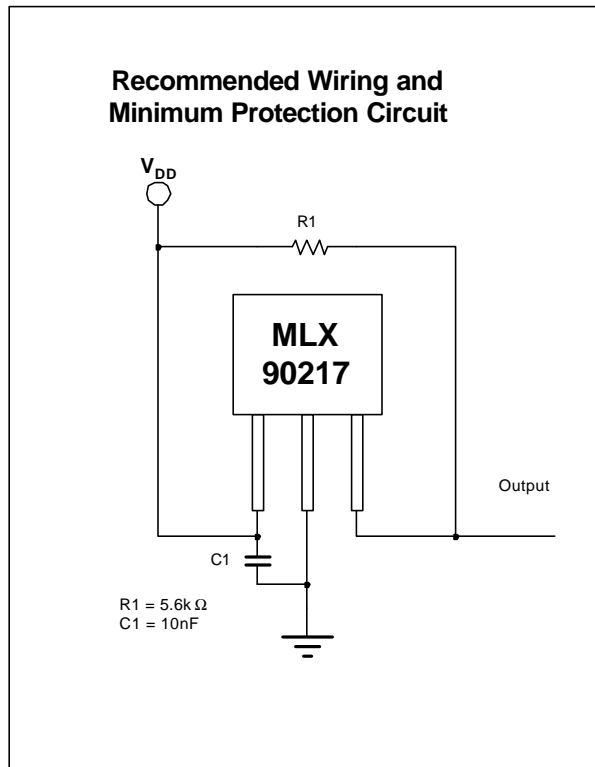 Recommended Wiring and
Minimum Protection Circuit
VDD
R1
MLX
90217
Output
C1
R1 = 5.6k Ω
C1 = 10nF